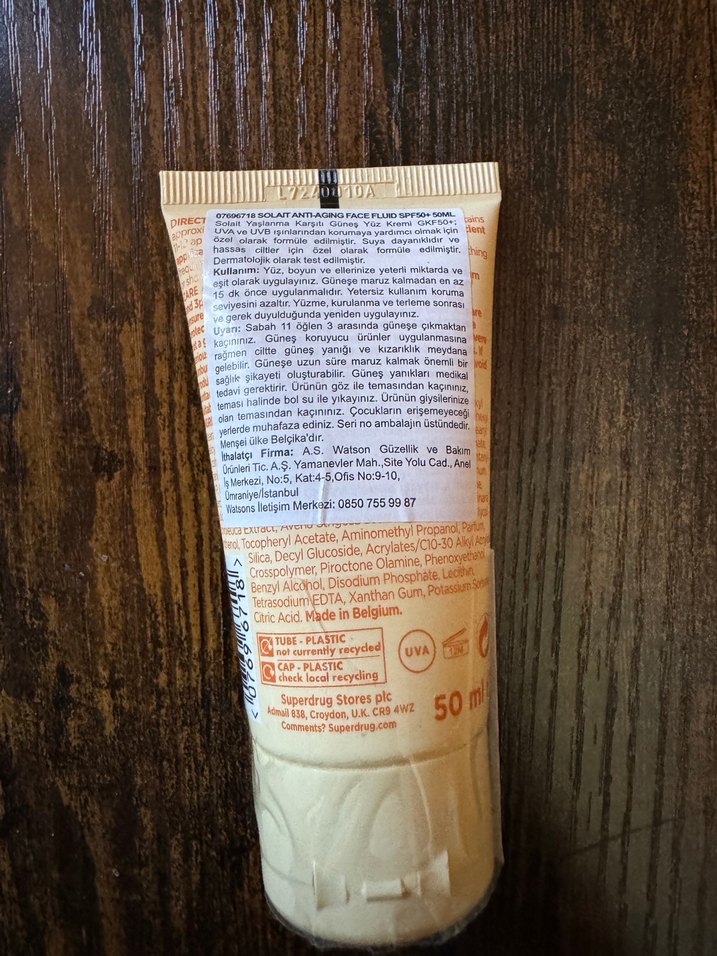 L7240010A
07696718 SOLAIT ANTI-AGING FACE FLUID SPF50+ 50ML
Solait Yaşlanma Karşıtı Güneş Yüz Kremi GKF50+;
UVA ve UVB ışınlarından korumaya yardımcı olmak için
özel olarak formüle edilmiştir. Suya dayanıklıdır ve
hassas ciltler için özel olarak formüle edilmiştir.
Dermatolojik olarak test edilmiştir.
Kullanım: Yüz, boyun ve ellerinize yeterli miktarda ve
eşit olarak uygulayınız. Güneşe maruz kalmadan en az
15 dk önce uygulanmalıdır. Yetersiz kullanım koruma
seviyesini azaltır. Yüzme, kurulanma ve terleme sonrası
ve gerek duyulduğunda yeniden uygulayınız.
Uyarı: Sabah 11 öğlen 3 arasında güneşe çıkmaktan
kaçınınız. Güneş koruyucu ürünler uygulanmasına
rağmen ciltte güneş yanığı ve kızarıklık meydana
gelebilir. Güneşe uzun süre maruz kalmak önemli bir
sağlık şikayeti oluşturabilir. Güneş yanıkları medikal
tedavi gerektirir. Ürünün göz ile temasından kaçınınız,
teması halinde bol su ile yıkayınız. Ürünün giysilerinize
olan temasından kaçınınız. Çocukların erişemeyeceği
yerlerde muhafaza ediniz. Seri no ambalajın üstündedir.
Menşei ülke Belçika'dır.
İthalatçı Firma: A.S. Watson Güzellik ve Bakım
Ürünleri Tic. A.Ş. Yamanevler Mah.,Site Yolu Cad., Anel
İş Merkezi, No:5, Kat:4-5,Ofis No:9-10,
Ümraniye/İstanbul
Watsons İletişim Merkezi: 0850 755 99 87
Extract, Avena
Tocopheryl Acetate, Aminomethyl Propanol, Parfum,
Silica, Decyl Glucoside, Acrylates/C10-30 Alkyl
Crosspolymer, Piroctone Olamine, Phenoxyethanol,
Benzyl Alcohol, Disodium Phosphate, Lecithin,
Tetrasodium EDTA, Xanthan Gum, Potassium
Citric Acid. Made in Belgium.
TUBE - PLASTIC
not currently recycled
CAP - PLASTIC
check local recycling
UVA
12M
Superdrug Stores plc
Admail 838, Croydon, U.K. CR9 4WZ
Comments? Superdrug.com
50 ml